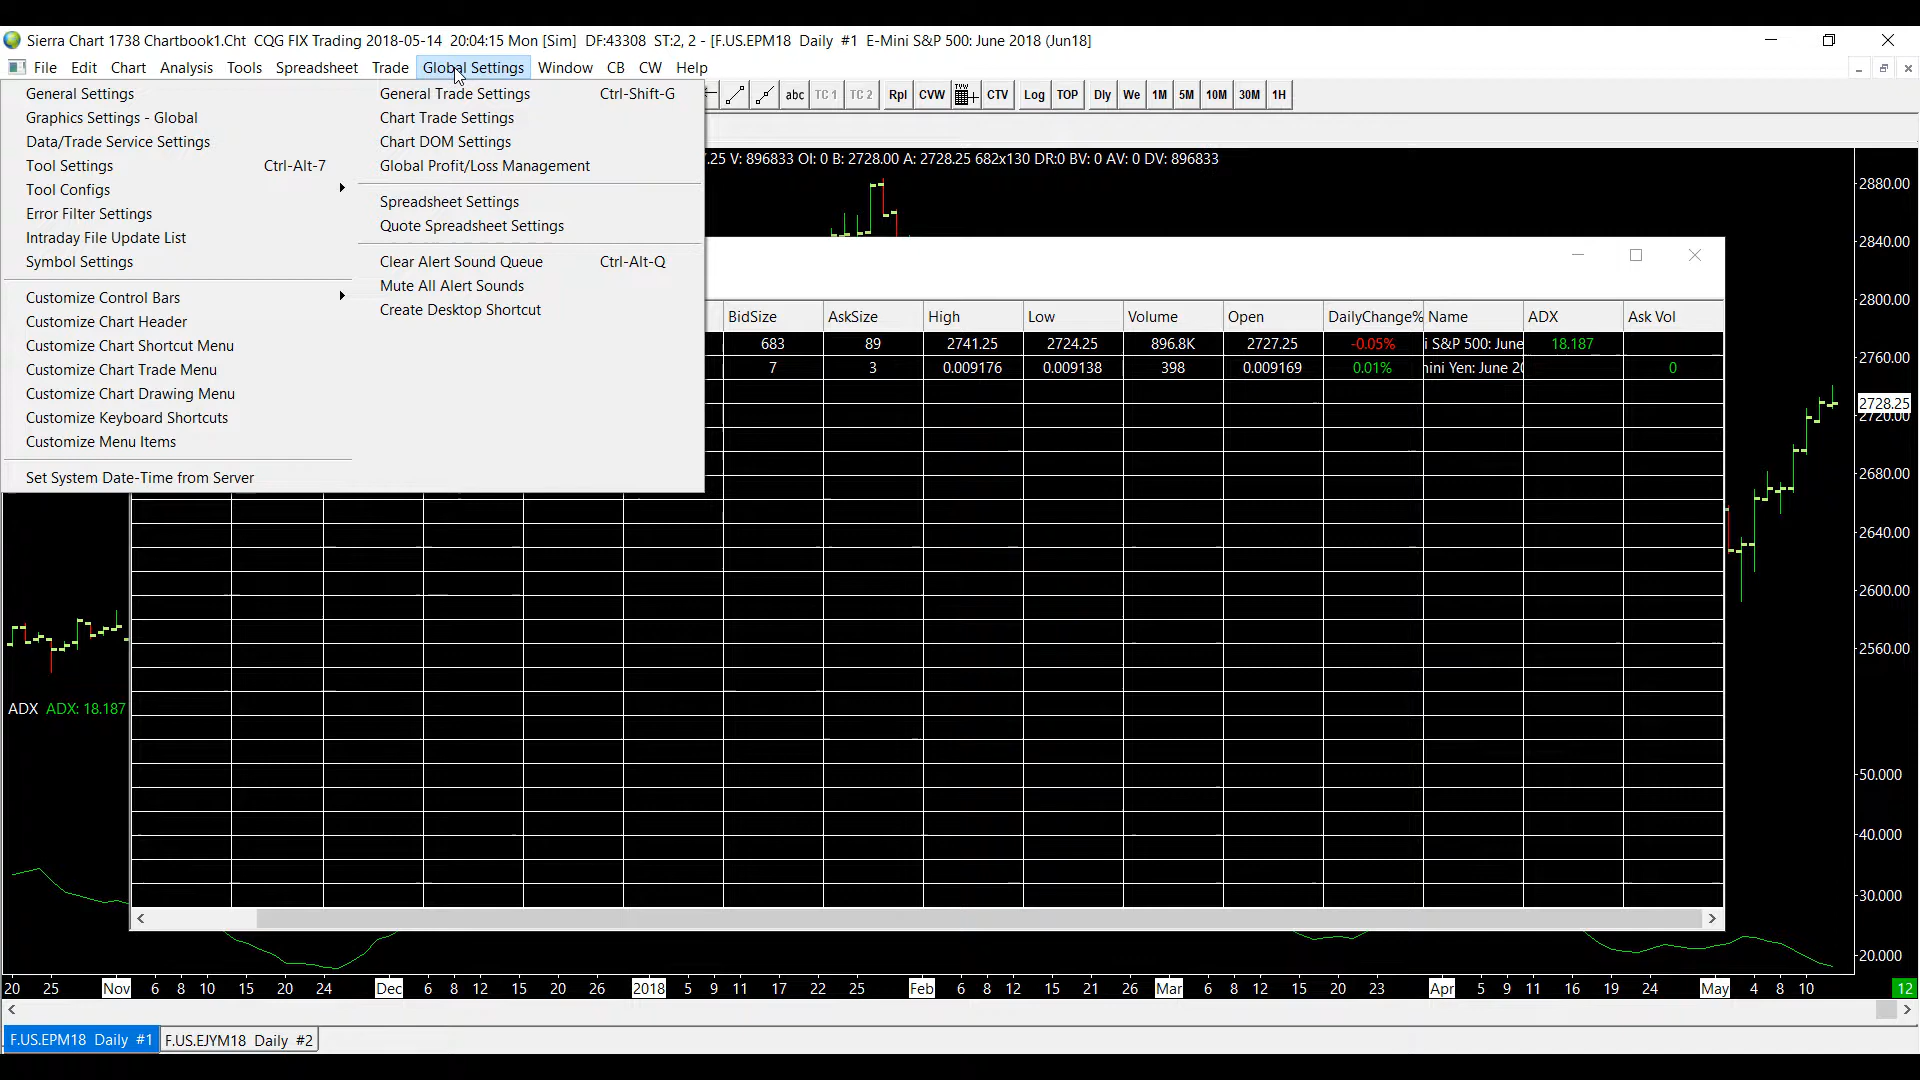 Sierra Chart 1738 Chartbook1.Cht  CQG FIX Trading 2018-05-14  20:04:15 Mon [Sim]  DF:43308  ST:2, 2 - [F.US.EPM18  Daily  #1  E-Mini S&P 500: June 2018 (Jun18]
File Edit Chart Analysis Tools Spreadsheet Trade Global Settings Window CB CW Help
abc TC 1 TC 2 Rpl CVW CTV Log TOP Dly We 1M 5M 10M 30M 1H
General Settings
Graphics Settings - Global
Data/Trade Service Settings
Tool Settings Ctrl-Alt-7
Tool Configs
Error Filter Settings
Intraday File Update List
Symbol Settings
Customize Control Bars
Customize Chart Header
Customize Chart Shortcut Menu
Customize Chart Trade Menu
Customize Chart Drawing Menu
Customize Keyboard Shortcuts
Customize Menu Items
Set System Date-Time from Server
General Trade Settings Ctrl-Shift-G
Chart Trade Settings
Chart DOM Settings
Global Profit/Loss Management
Spreadsheet Settings
Quote Spreadsheet Settings
Clear Alert Sound Queue Ctrl-Alt-Q
Mute All Alert Sounds
Create Desktop Shortcut
.25 V: 896833 OI: 0 B: 2728.00 A: 2728.25 682x130 DR:0 BV: 0 AV: 0 DV: 896833
BidSize AskSize High Low Volume Open DailyChange% Name ADX Ask Vol
683 89 2741.25 2724.25 896.8K 2727.25 -0.05% i S&P 500: June 18.187
7 3 0.009176 0.009138 398 0.009169 0.01% ini Yen: June 0
2880.00
2840.00
2800.00
2760.00
2728.25
2720.00
2680.00
2640.00
2600.00
2560.00
ADX ADX: 18.187
50.000
40.000
30.000
20.000
20 25 Nov 6 8 10 15 20 24 Dec 6 8 12 15 20 26 2018 5 9 11 17 22 25 Feb 6 8 12 15 21 26 Mar 6 8 12 15 20 23 Apr 5 9 11 16 19 24 May 4 8 10 12
F.US.EPM18 Daily #1 F.US.EJYM18 Daily #2